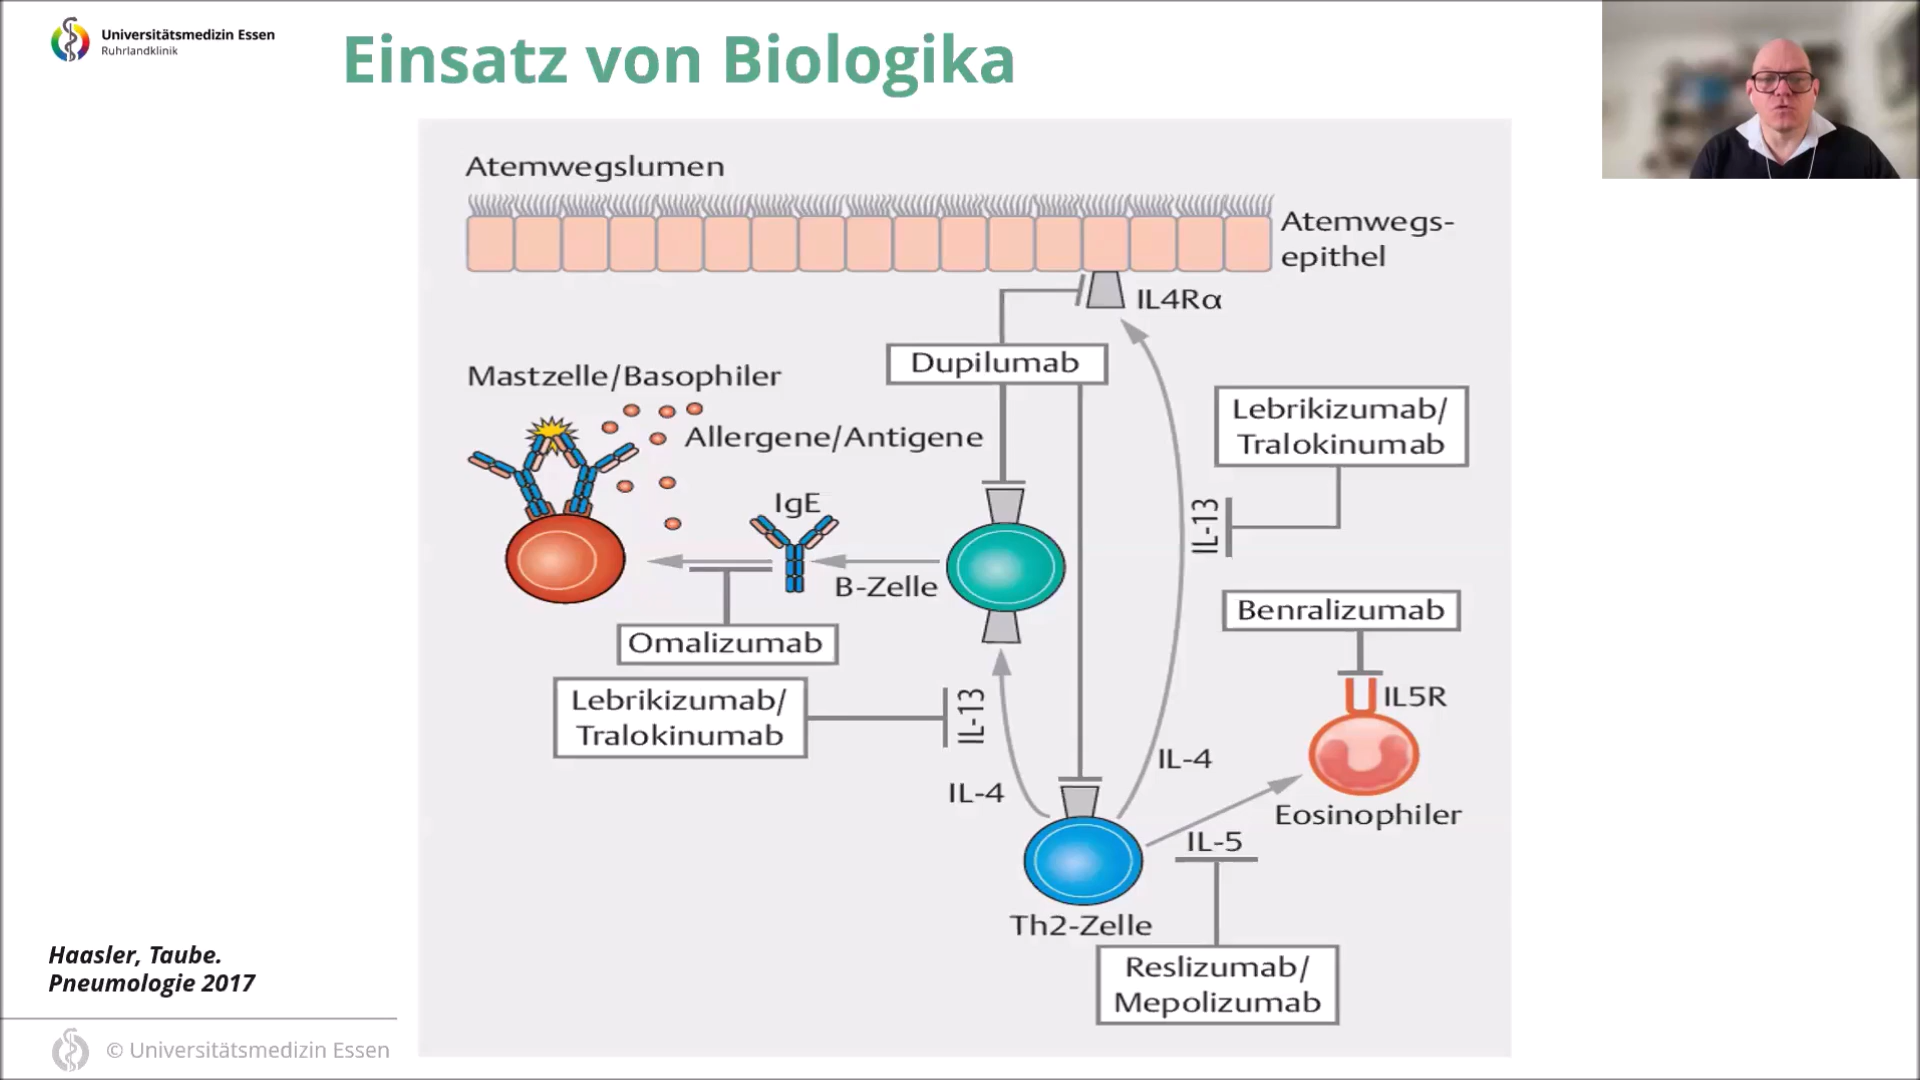 Universitätsmedizin Essen
Ruhrlandklinik
Einsatz von Biologika
Atemwegslumen
Atemwegs-
epithel
IL4Rα
Dupilumab
Mastzelle/Basophiler
Allergene/Antigene
Lebrikizumab/
Tralokinumab
IgE
IL-13
B-Zelle
Benralizumab
Omalizumab
Lebrikizumab/
Tralokinumab
IL-13
IL5R
IL-4
IL-4
Eosinophiler
IL-5
Th2-Zelle
Reslizumab/
Mepolizumab
Haasler, Taube.
Pneumologie 2017
© Universitätsmedizin Essen